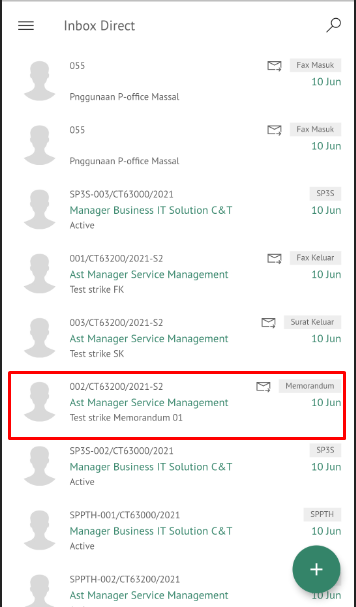 Inbox Direct
055
Fax Masuk
10 Jun
Pnggunaan P-office Massal
055
Fax Masuk
10 Jun
Pnggunaan P-office Massal
SP3S-003/CT63000/2021
SP3S
Manager Business IT Solution C&T
10 Jun
Active
001/CT63200/2021-S2
Fax Keluar
Ast Manager Service Management
10 Jun
Test strike FK
003/CT63200/2021-S2
Surat Keluar
Ast Manager Service Management
10 Jun
Test strike SK
002/CT63200/2021-S2
Memorandum
Ast Manager Service Management
10 Jun
Test strike Memorandum 01
SP3S-002/CT63000/2021
SP3S
Manager Business IT Solution C&T
10 Jun
Active
SPPTH-001/CT63000/2021
SPPTH
Manager Business IT Solution C&T
10 Jun
Active
SPPTH-002/CT63200/2021
Ast Manager Service Management
10 Jun
Active